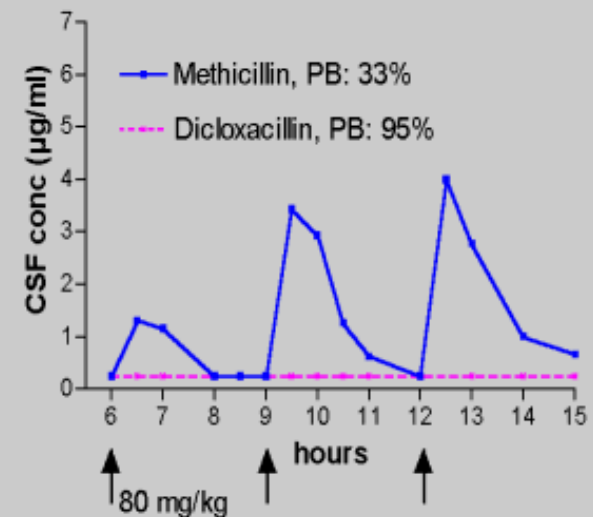 7
6
5
4
3
2
1
0
CSF conc (µg/ml)
Methicillin, PB: 33%
Dicloxacillin, PB: 95%
6 7 8 9 10 11 12 13 14 15
hours
80 mg/kg